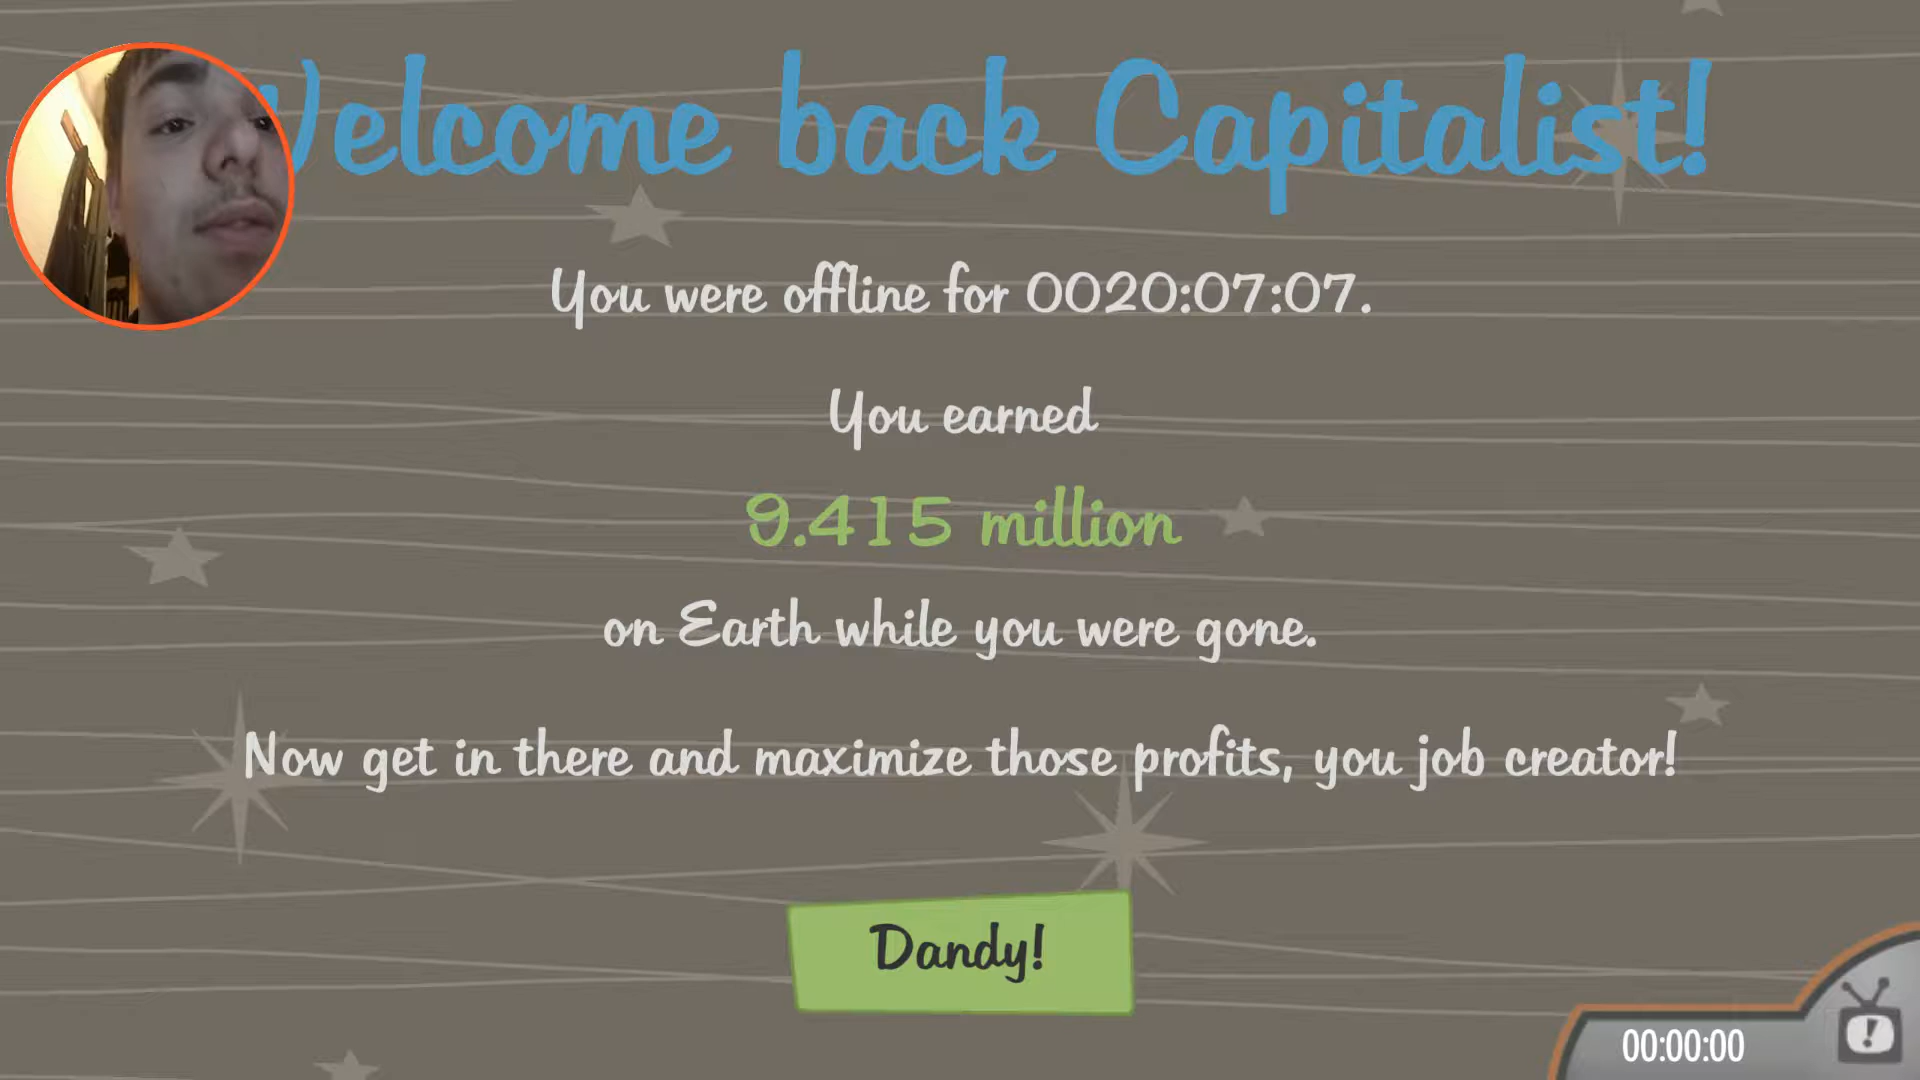 Welcome back Capitalist!
You were offline for 0020:07:07.
You earned
9.415 million
on Earth while you were gone.
Now get in there and maximize those profits, you job creator!
Dandy!
00:00:00